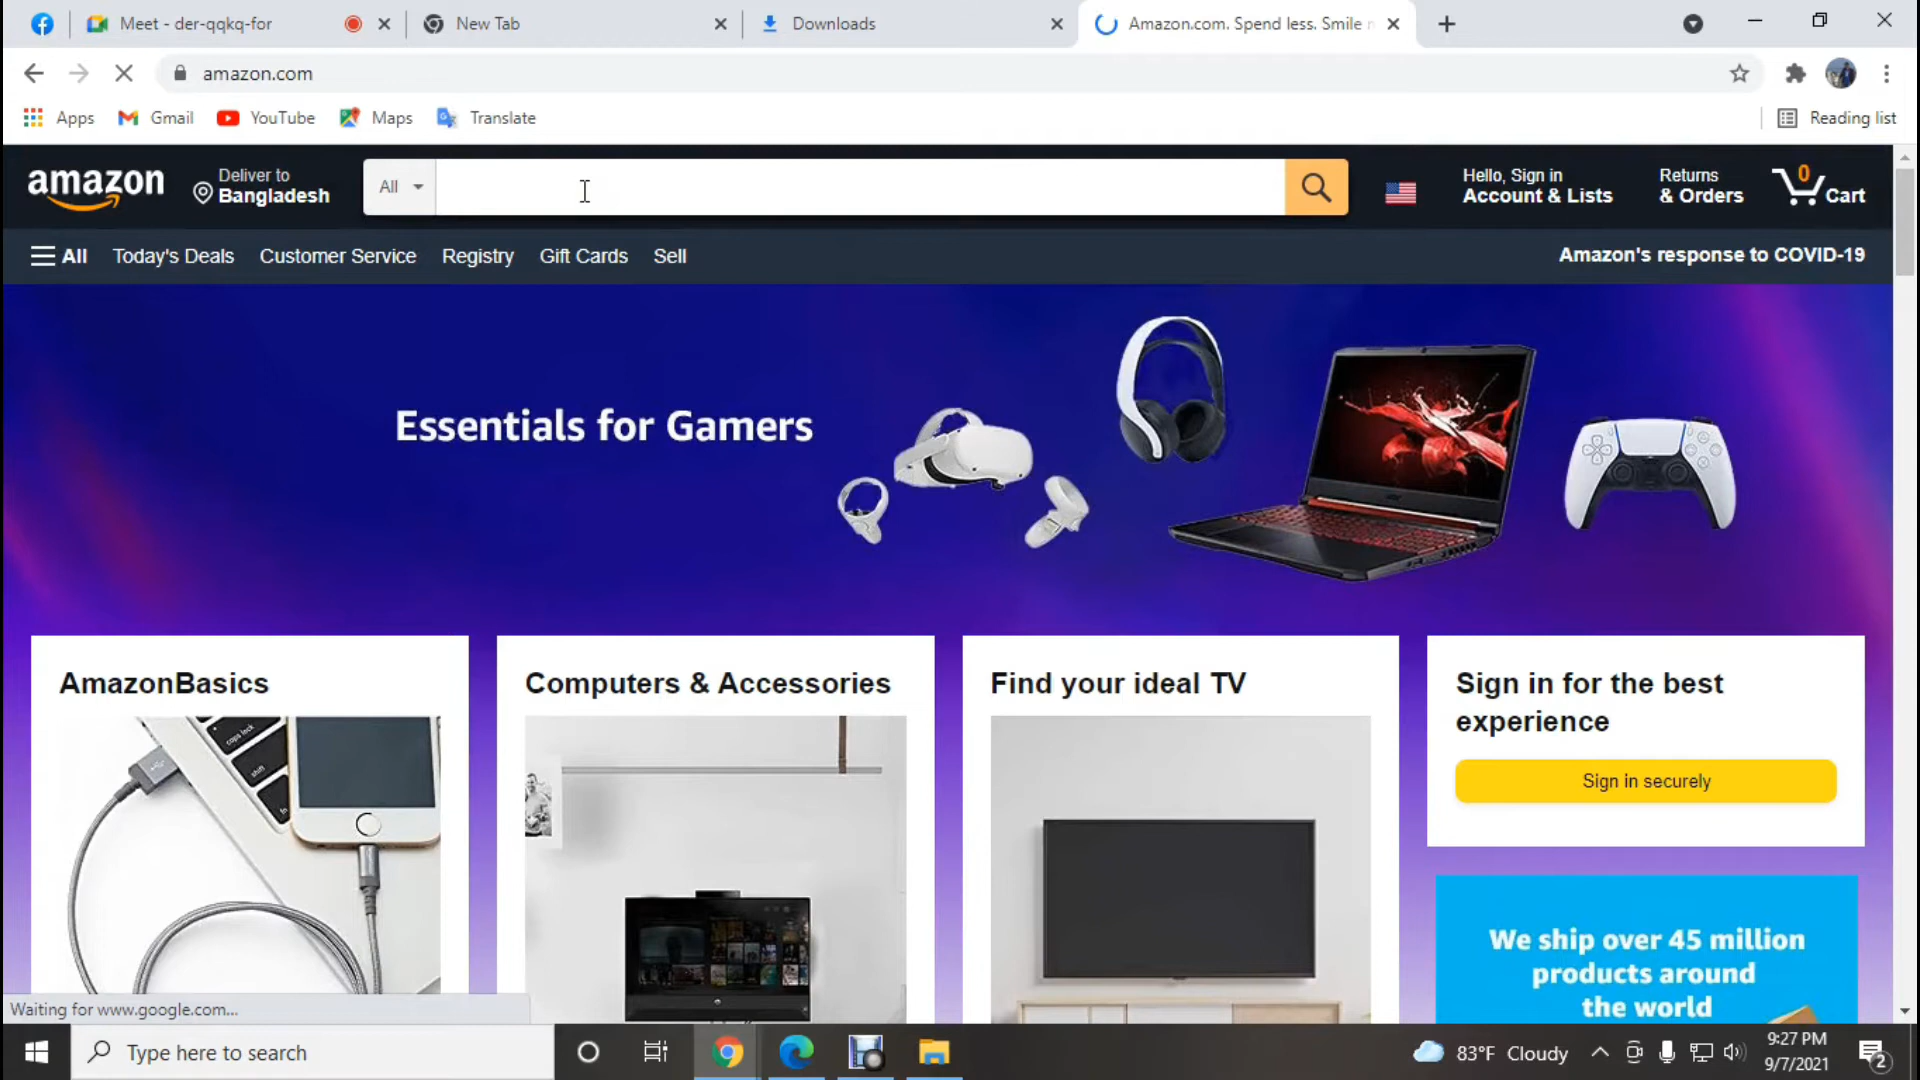 Meet - der-qqkq-for
New Tab
Downloads
Amazon.com. Spend less. Smile
amazon.com
Apps
Gmail
YouTube
Maps
Translate
Reading list
amazon
Deliver to
Bangladesh
All
Hello, Sign in
Account & Lists
Returns
& Orders
0
Cart
All
Today's Deals
Customer Service
Registry
Gift Cards
Sell
Amazon's response to COVID-19
Essentials for Gamers
AmazonBasics
Computers & Accessories
Find your ideal TV
Sign in for the best
experience
Sign in securely
caps lock
shift
fn
We ship over 45 million
products around
the world
Waiting for www.google.com...
Type here to search
83°F Cloudy
9:27 PM
9/7/2021
2